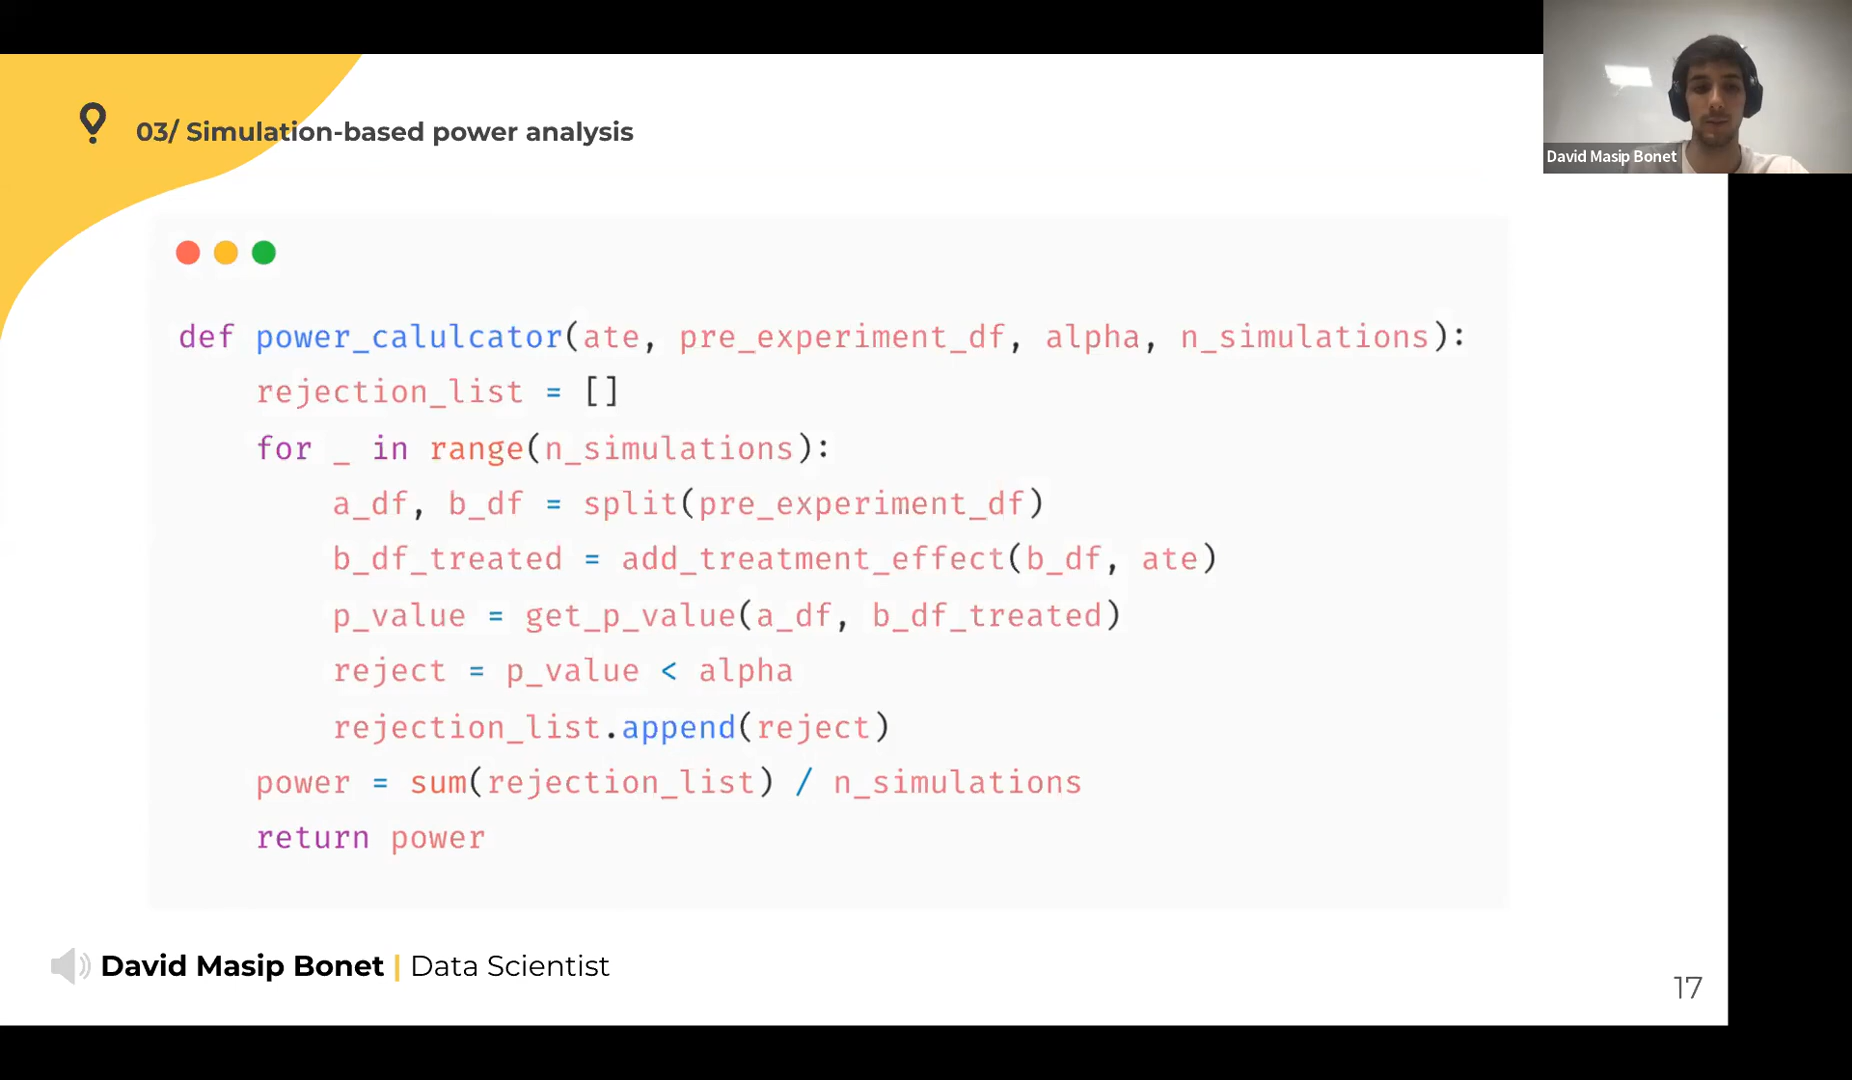 03/ Simulation-based power analysis
David Masip Bonet
def power_calulcator(ate, pre_experiment_df, alpha, n_simulations):
    rejection_list = []
    for _ in range(n_simulations):
        a_df, b_df = split(pre_experiment_df)
        b_df_treated = add_treatment_effect(b_df, ate)
        p_value = get_p_value(a_df, b_df_treated)
        reject = p_value < alpha
        rejection_list.append(reject)
    power = sum(rejection_list) / n_simulations
    return power
David Masip Bonet | Data Scientist
17